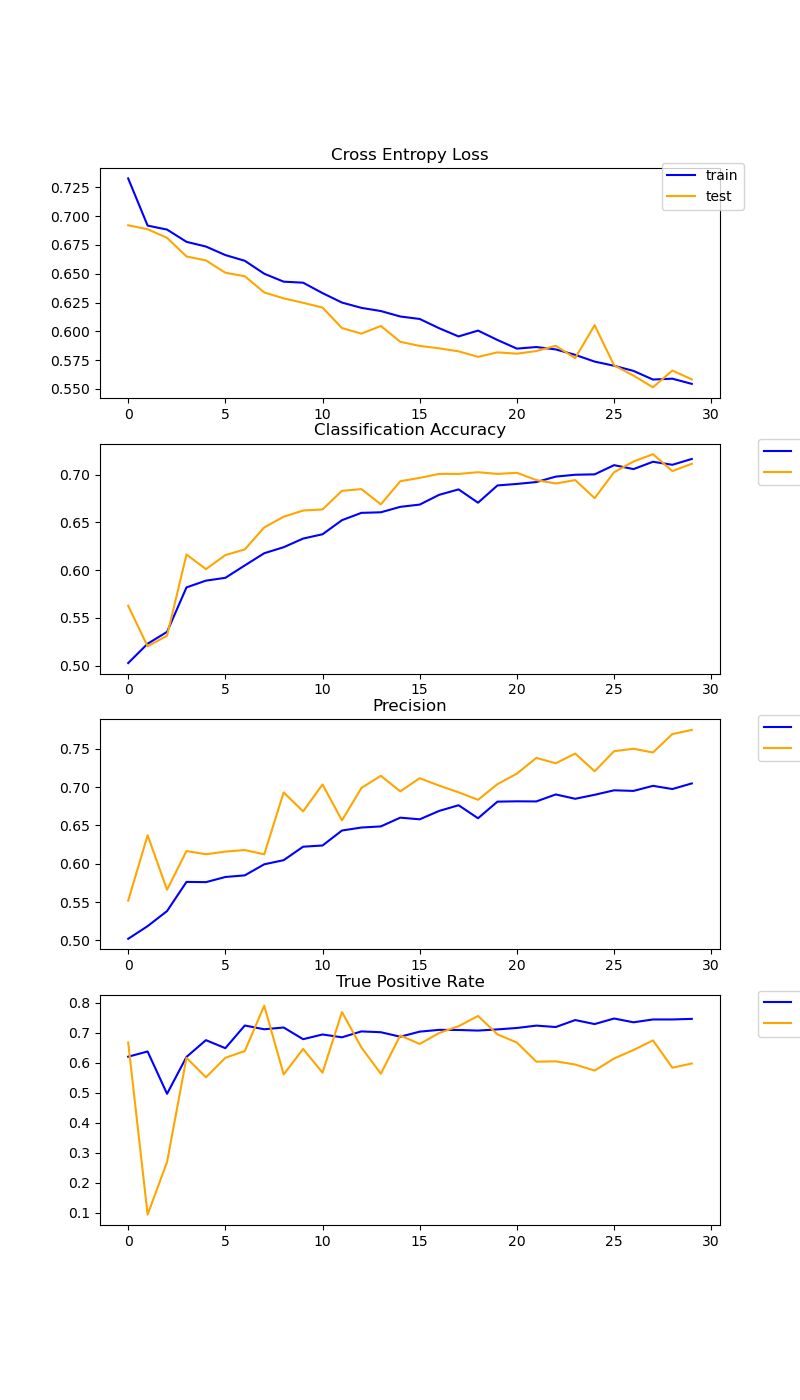 Cross Entropy Loss
train
test
0.725
0.700
0.675
0.650
0.625
0.600
0.575
0.550
0 5 10 15 20 25 30
Classification Accuracy
0.70
0.65
0.60
0.55
0.50
0 5 10 15 20 25 30
Precision
0.75
0.70
0.65
0.60
0.55
0.50
0 5 10 15 20 25 30
True Positive Rate
0.8
0.7
0.6
0.5
0.4
0.3
0.2
0.1
0 5 10 15 20 25 30